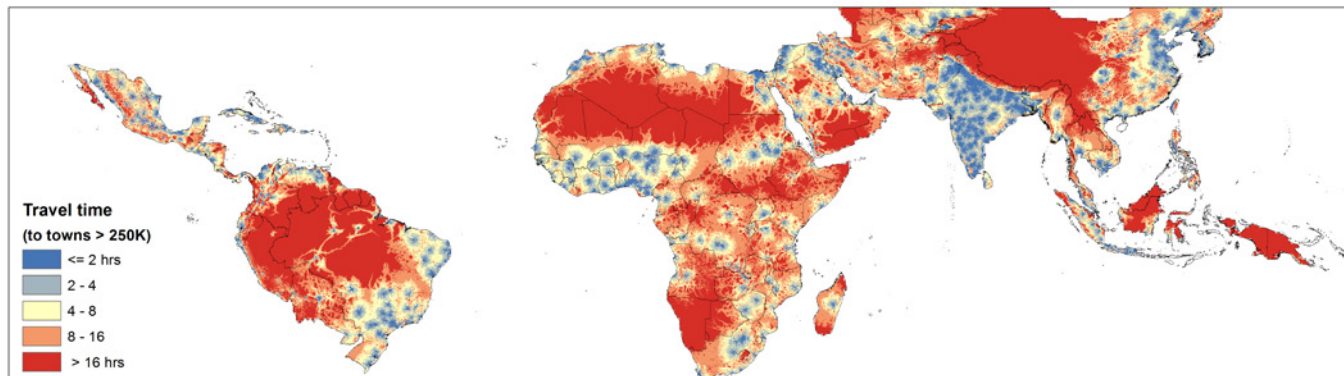 Travel time
(to towns > 250K)
<= 2 hrs
2 - 4
4 - 8
8 - 16
> 16 hrs